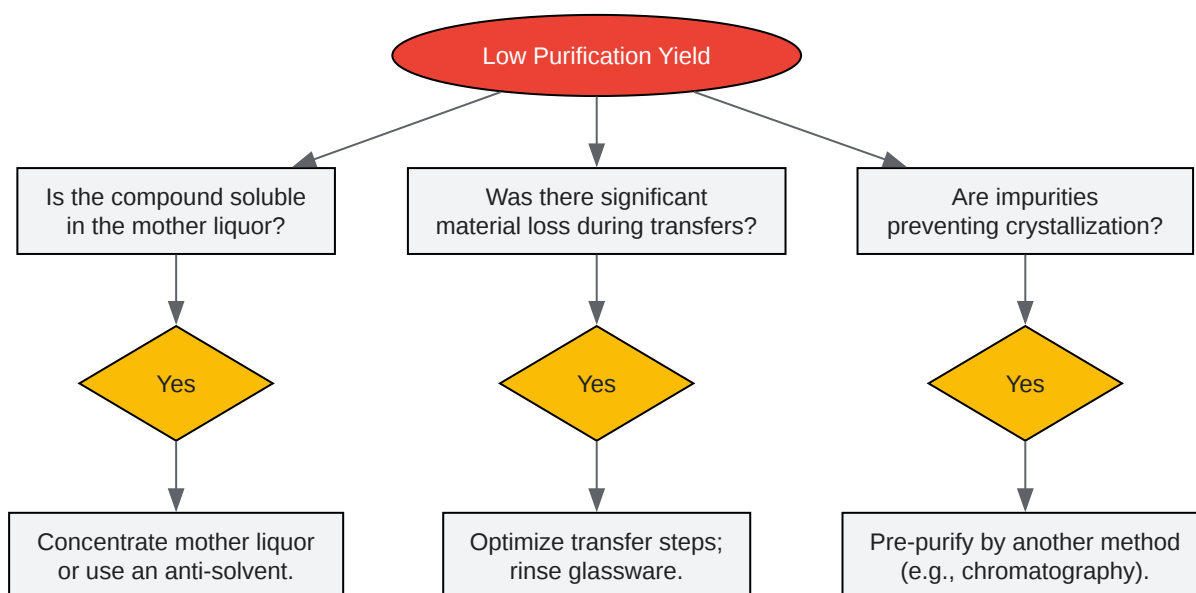 Low Purification Yield
Is the compound soluble
in the mother liquor?
Was there significant
material loss during transfers?
Are impurities
preventing crystallization?
Yes
Yes
Yes
Concentrate mother liquor
or use an anti-solvent.
Optimize transfer steps;
rinse glassware.
Pre-purify by another method
(e.g., chromatography).